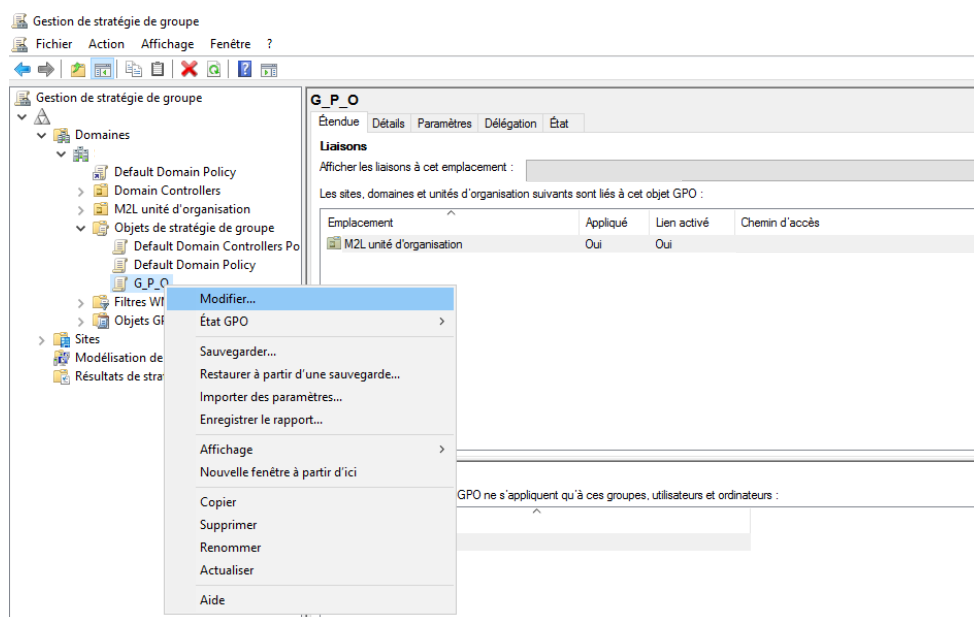 Gestion de stratégie de groupe
Fichier Action Affichage Fenêtre ?
Gestion de stratégie de groupe
Domaines
Default Domain Policy
Domain Controllers
M2L unité d'organisation
Objets de stratégie de groupe
Default Domain Controllers Po
Default Domain Policy
G_P_O
Filtres WM
Objets GP
Sites
Modélisation de
Résultats de stra
G_P_O
Étendue Détails Paramètres Délégation État
Liaisons
Afficher les liaisons à cet emplacement :
Les sites, domaines et unités d'organisation suivants sont liés à cet objet GPO :
Emplacement Appliqué Lien activé Chemin d'accès
M2L unité d'organisation Oui Oui
Modifier...
État GPO
Sauvegarder...
Restaurer à partir d'une sauvegarde...
Importer des paramètres...
Enregistrer le rapport...
Affichage
Nouvelle fenêtre à partir d'ici
Copier
Supprimer
Renommer
Actualiser
Aide
GPO ne s'appliquent qu'à ces groupes, utilisateurs et ordinateurs :